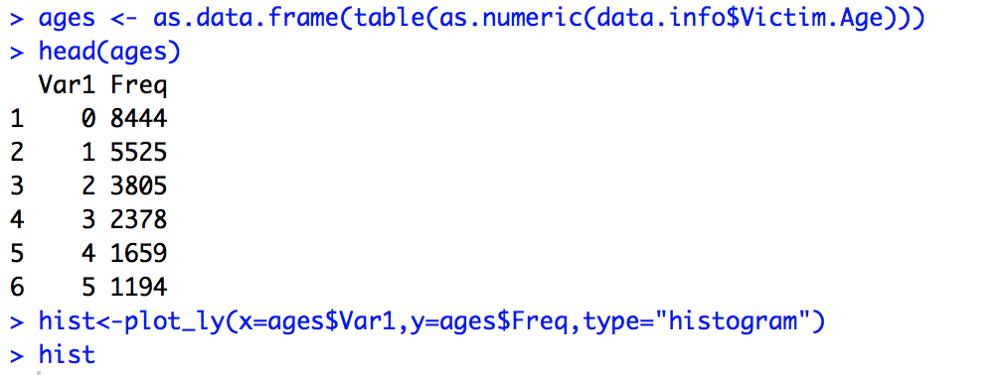 > ages <- as.data.frame(table(as.numeric(data.info$Victim.Age)))
> head(ages)
  Var1 Freq
1    0 8444
2    1 5525
3    2 3805
4    3 2378
5    4 1659
6    5 1194
> hist<-plot_ly(x=ages$Var1,y=ages$Freq,type="histogram")
> hist